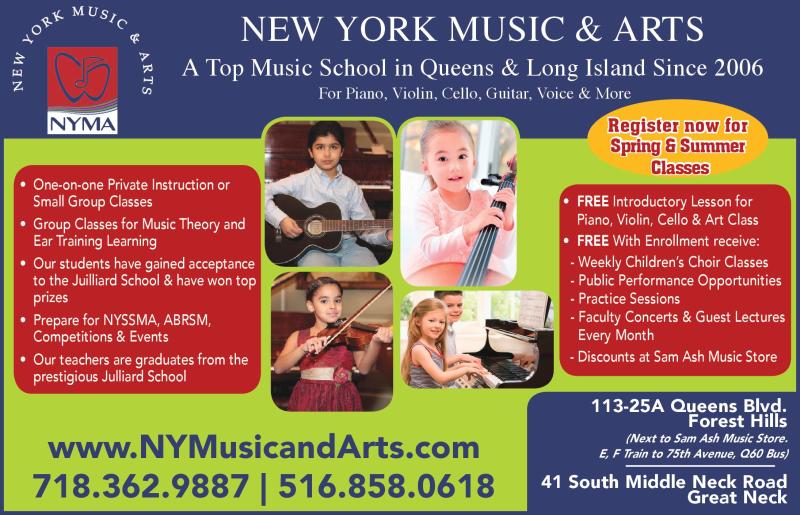 NEW YORK MUSIC & ARTS
NYMA
NEW YORK MUSIC & ARTS
A Top Music School in Queens & Long Island Since 2006
For Piano, Violin, Cello, Guitar, Voice & More
Register now for
Spring & Summer
Classes
• One-on-one Private Instruction or
Small Group Classes
• Group Classes for Music Theory and
Ear Training Learning
• Our students have gained acceptance
to the Juilliard School & have won top
prizes
• Prepare for NYSSMA, ABRSM,
Competitions & Events
• Our teachers are graduates from the
prestigious Julliard School
• FREE Introductory Lesson for
Piano, Violin, Cello & Art Class
• FREE With Enrollment receive:
- Weekly Children's Choir Classes
- Public Performance Opportunities
- Practice Sessions
- Faculty Concerts & Guest Lectures
Every Month
- Discounts at Sam Ash Music Store
www.NYMusicandArts.com
718.362.9887 | 516.858.0618
113-25A Queens Blvd.
Forest Hills
(Next to Sam Ash Music Store.
E, F Train to 75th Avenue, Q60 Bus)
41 South Middle Neck Road
Great Neck